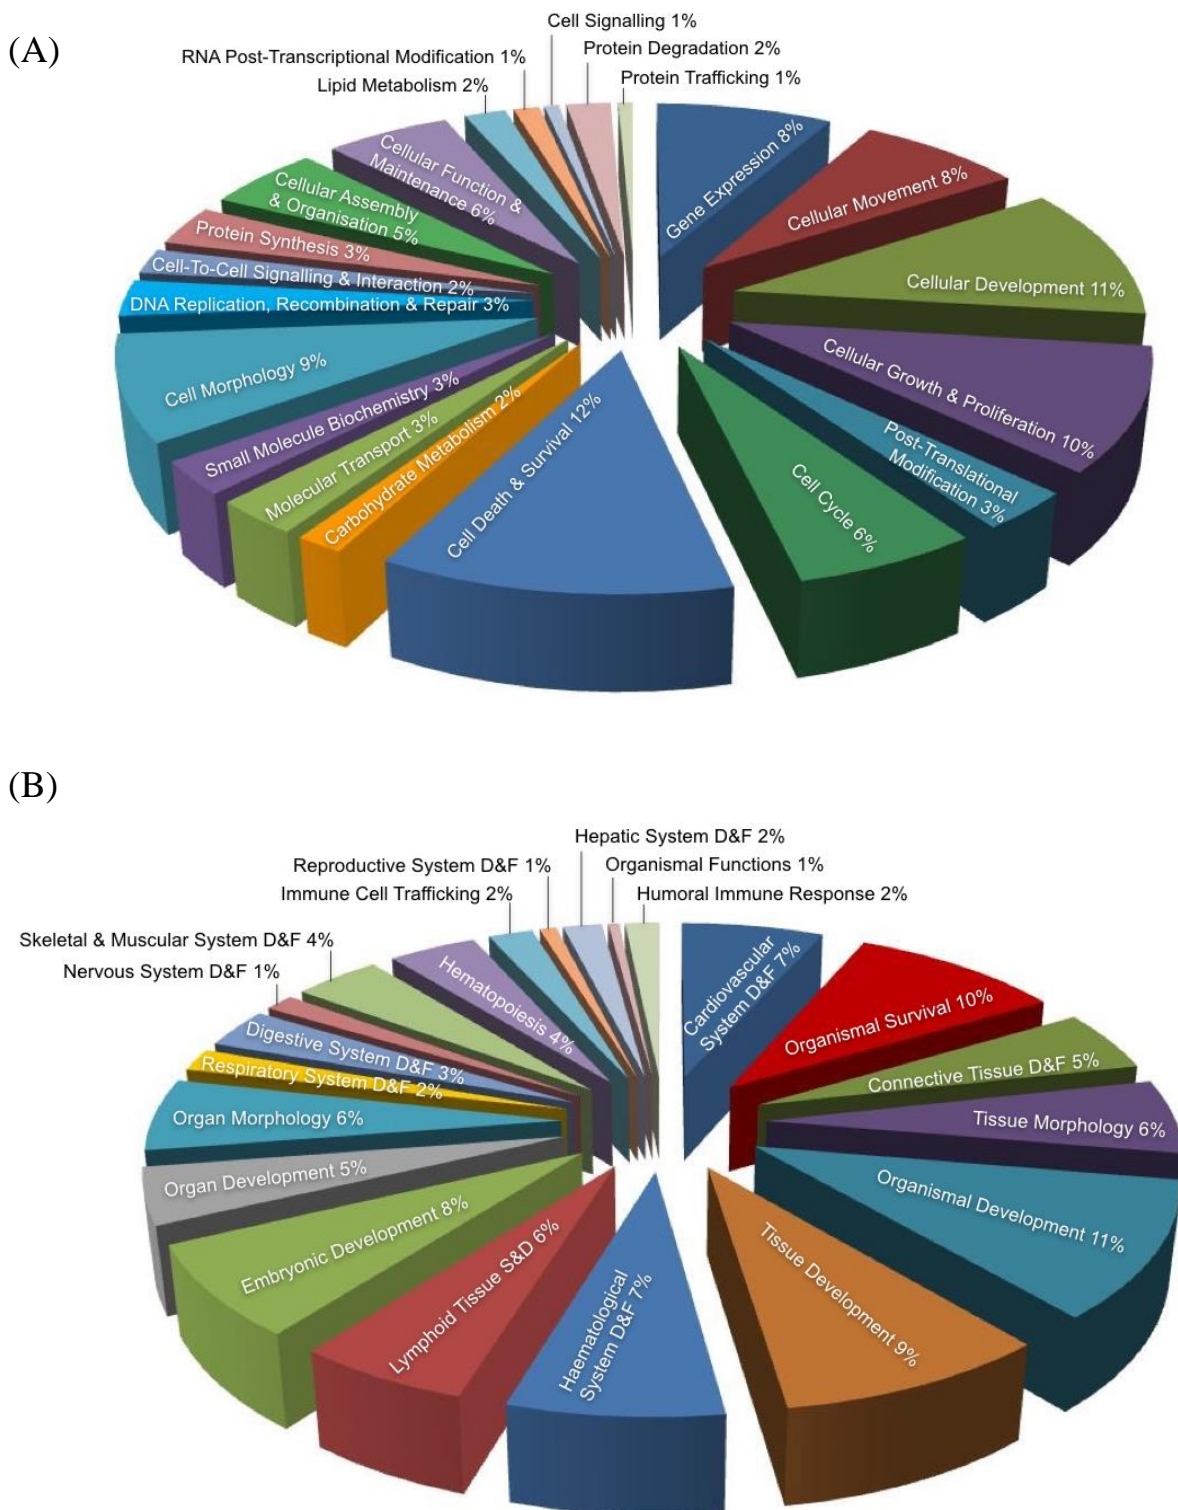 (A)
Cell Signalling 1%
RNA Post-Transcriptional Modification 1%
Protein Degradation 2%
Lipid Metabolism 2%
Protein Trafficking 1%
Gene Expression 8%
Cellular Movement 8%
Cellular Development 11%
Cellular Growth & Proliferation 10%
Post-Translational
Modification 3%
Cell Cycle 6%
Cell Death & Survival 12%
Carbohydrate Metabolism 2%
Molecular Transport 3%
Small Molecule Biochemistry 3%
Cell Morphology 9%
DNA Replication, Recombination & Repair 3%
Cell-To-Cell Signalling & Interaction 2%
Protein Synthesis 3%
Cellular Assembly
& Organisation 5%
Cellular Function &
Maintenance 6%
(B)
Hepatic System D&F 2%
Reproductive System D&F 1%
Organismal Functions 1%
Immune Cell Trafficking 2%
Humoral Immune Response 2%
Skeletal & Muscular System D&F 4%
Nervous System D&F 1%
Cardiovascular
System D&F 7%
Organismal Survival 10%
Connective Tissue D&F 5%
Tissue Morphology 6%
Organismal Development 11%
Tissue Development 9%
Haematological
System D&F 7%
Lymphoid Tissue S&D 6%
Embryonic Development 8%
Organ Development 5%
Organ Morphology 6%
Respiratory System D&F 2%
Digestive System D&F 3%
Hematopoiesis 4%